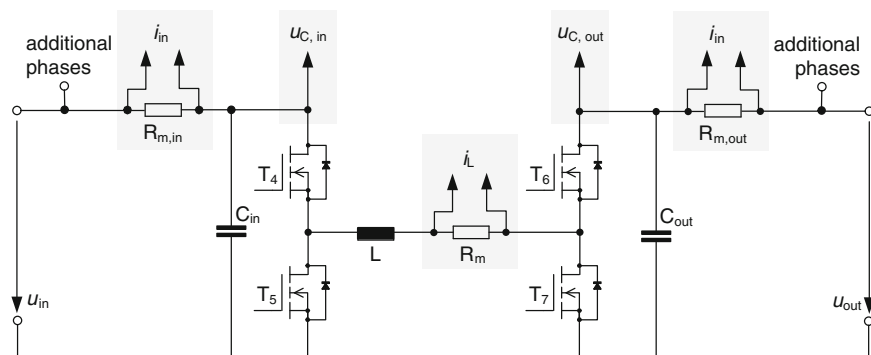 additional
phases
i_in
u_C, in
u_C, out
i_in
additional
phases
R_m,in
R_m,out
T_4
i_L
T_6
C_in
C_out
L
R_m
u_in
T_5
T_7
u_out